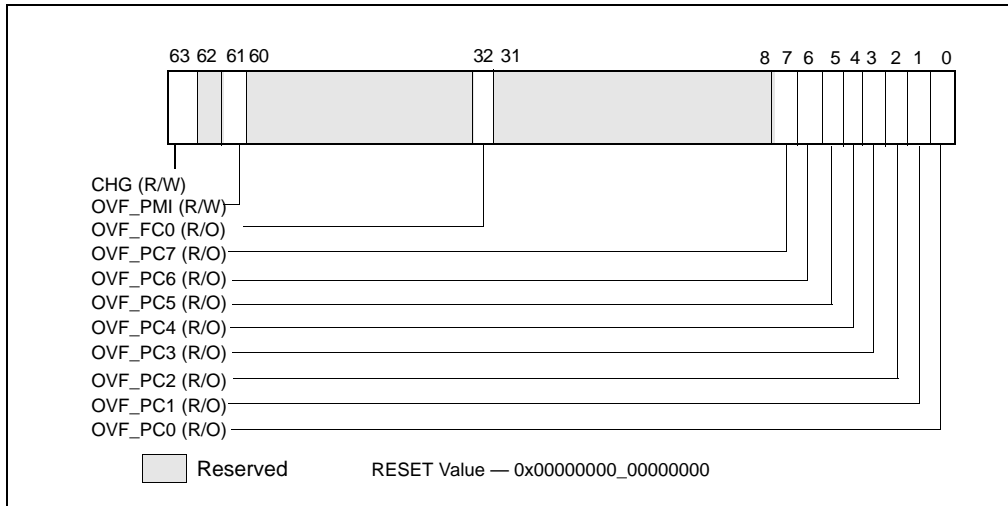 63 62 61 60 32 31 8 7 6 5 4 3 2 1 0
CHG (R/W)
OVF_PMI (R/W)
OVF_FC0 (R/O)
OVF_PC7 (R/O)
OVF_PC6 (R/O)
OVF_PC5 (R/O)
OVF_PC4 (R/O)
OVF_PC3 (R/O)
OVF_PC2 (R/O)
OVF_PC1 (R/O)
OVF_PC0 (R/O)
Reserved RESET Value — 0x00000000_00000000